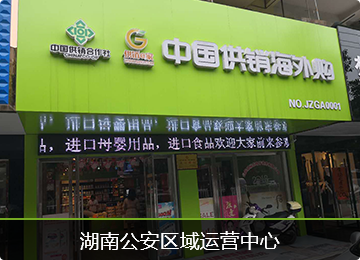 中国供销合作社
中国供销海外购
NO.JZGA0001
品，进口母婴用品，进口食品欢迎大家前来参
湖南公安区域运营中心